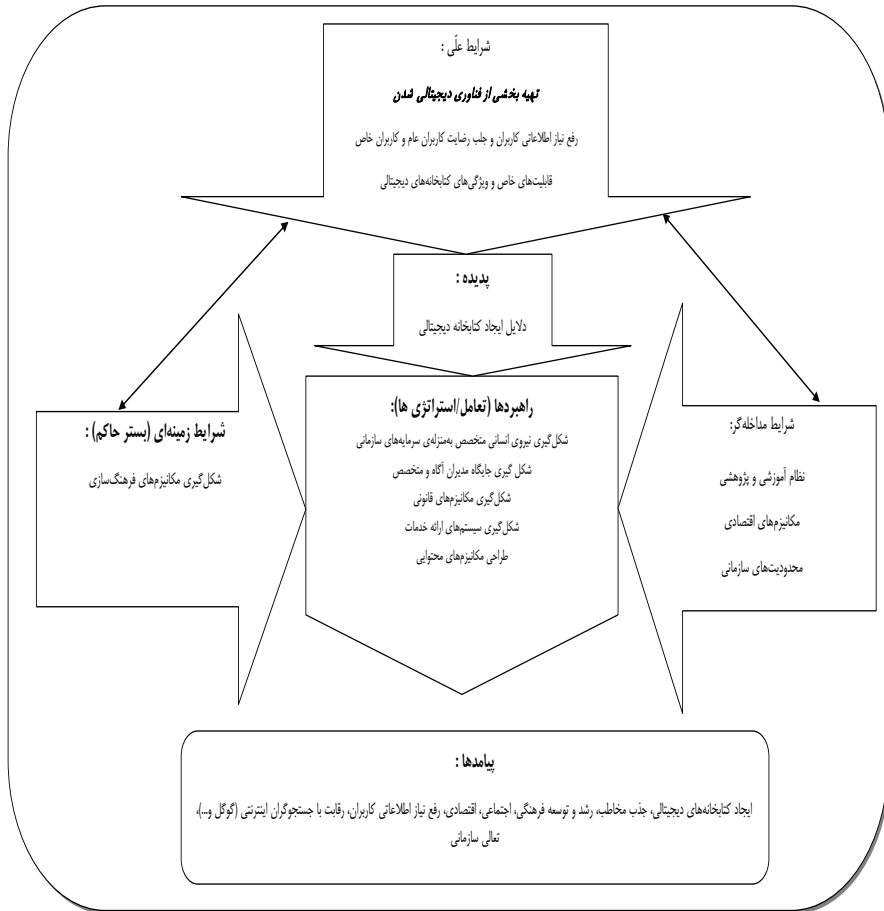 شرایط علّی :
تهیه بخشی از فناوری دیجیتالی شدن
رفع نیاز اطلاعاتی کاربران و جلب رضایت کاربران عام و کاربران خاص
قابلیت‌های خاص و ویژگی‌های کتابخانه‌های دیجیتالی
پدیده :
دلایل ایجاد کتابخانه دیجیتالی
شرایط مداخله‌گر:
نظام آموزشی و پژوهشی
مکانیزم‌های اقتصادی
محدودیت‌های سازمانی
راهبردها (تعامل/استراتژی ها):
شکل‌گیری نیروی انسانی متخصص به‌منزله‌ی سرمایه‌های سازمانی
شکل گیری جایگاه مدیران آگاه و متخصص
شکل‌گیری مکانیزم‌های قانونی
شکل‌گیری سیستم‌های ارائه خدمات
طراحی مکانیزم‌های محتوایی
شرایط زمینه‌ای (بستر حاکم) :
شکل‌گیری مکانیزم‌های فرهنگ‌سازی
پیامدها :
ایجاد کتابخانه‌های دیجیتالی، جذب مخاطب، رشد و توسعه فرهنگی، اجتماعی، اقتصادی، رفع نیاز اطلاعاتی کاربران، رقابت با جستجوگران اینترنتی (گوگل و...)،
تعالی سازمانی